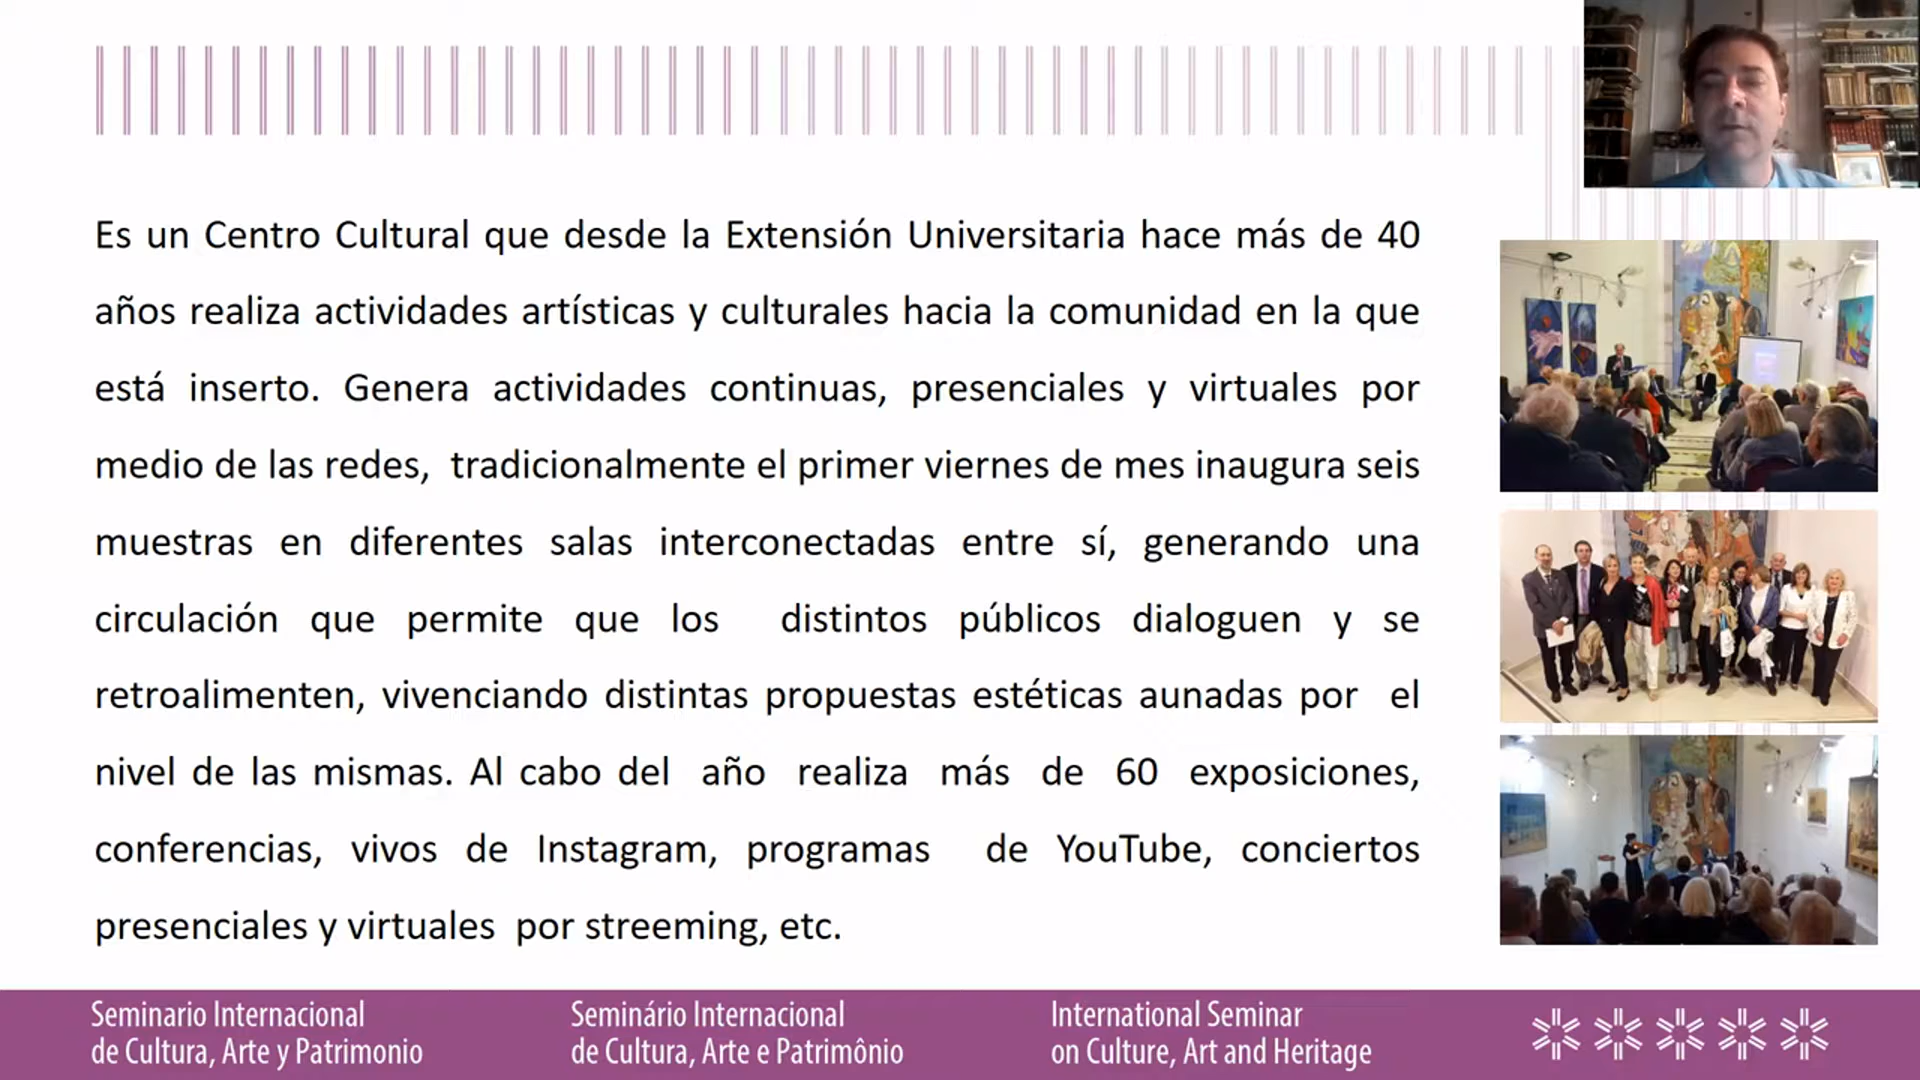 Es un Centro Cultural que desde la Extensión Universitaria hace más de 40
años realiza actividades artísticas y culturales hacia la comunidad en la que
está inserto. Genera actividades continuas, presenciales y virtuales por
medio de las redes, tradicionalmente el primer viernes de mes inaugura seis
muestras en diferentes salas interconectadas entre sí, generando una
circulación que permite que los distintos públicos dialoguen y se
retroalimenten, vivenciando distintas propuestas estéticas aunadas por el
nivel de las mismas. Al cabo del año realiza más de 60 exposiciones,
conferencias, vivos de Instagram, programas de YouTube, conciertos
presenciales y virtuales por streeming, etc.
Seminario Internacional
de Cultura, Arte y Patrimonio
Seminário Internacional
de Cultura, Arte e Patrimônio
International Seminar
on Culture, Art and Heritage